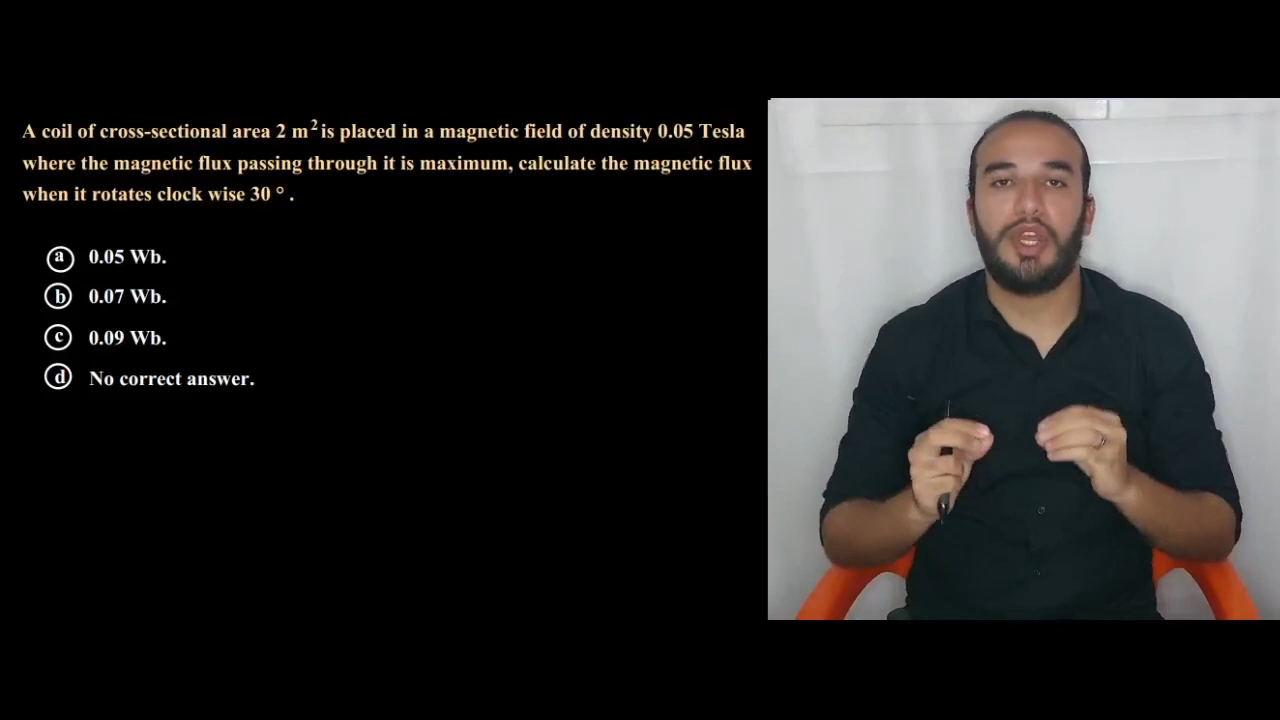 A coil of cross-sectional area 2 m² is placed in a magnetic field of density 0.05 Tesla
where the magnetic flux passing through it is maximum, calculate the magnetic flux
when it rotates clock wise 30 ° .
a 0.05 Wb.
b 0.07 Wb.
c 0.09 Wb.
d No correct answer.